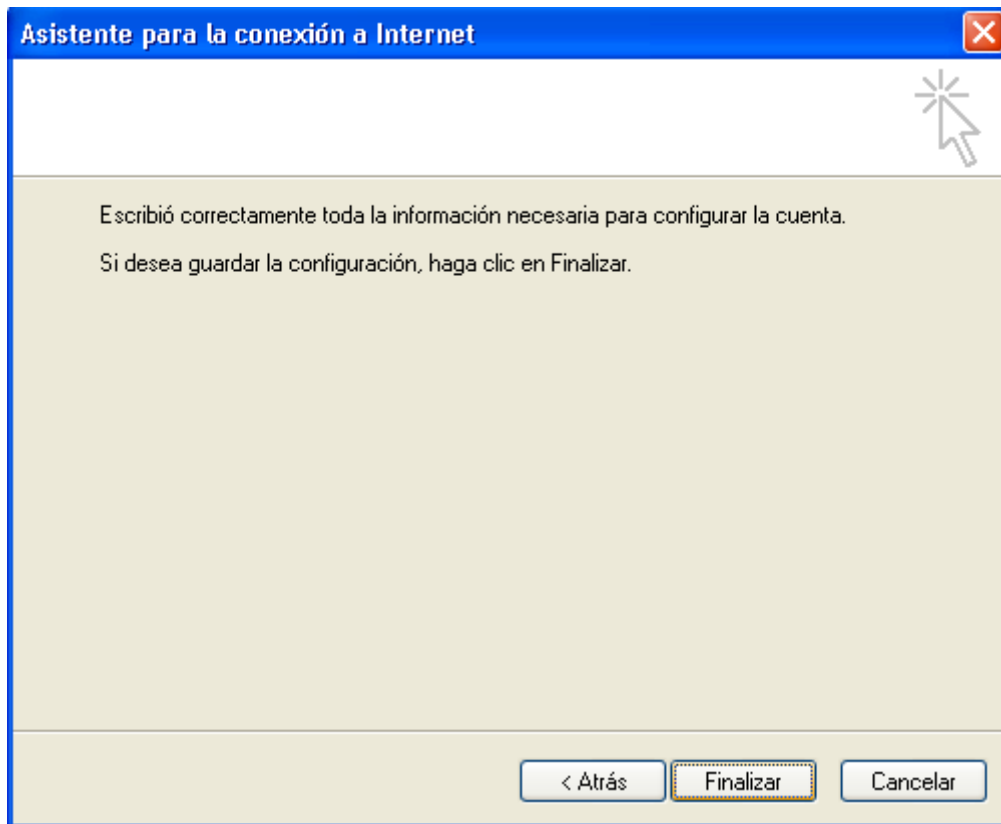 Asistente para la conexión a Internet
Escribió correctamente toda la información necesaria para configurar la cuenta.
Si desea guardar la configuración, haga clic en Finalizar.
< Atrás
Finalizar
Cancelar